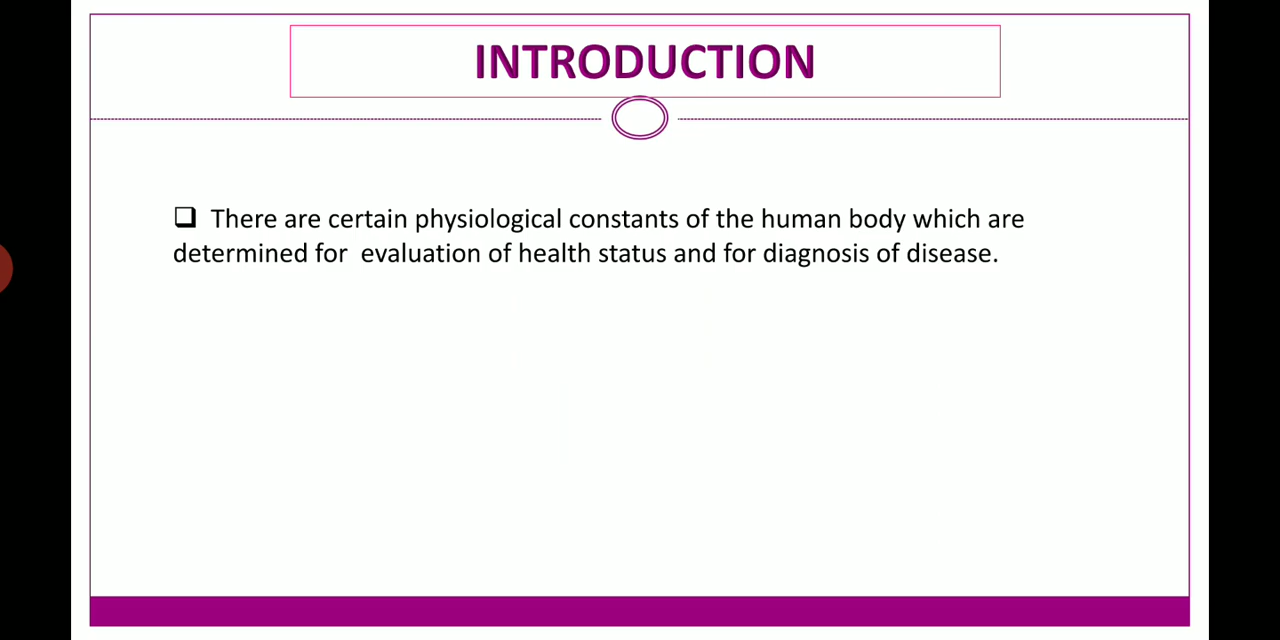 INTRODUCTION
❑ There are certain physiological constants of the human body which are
determined for evaluation of health status and for diagnosis of disease.